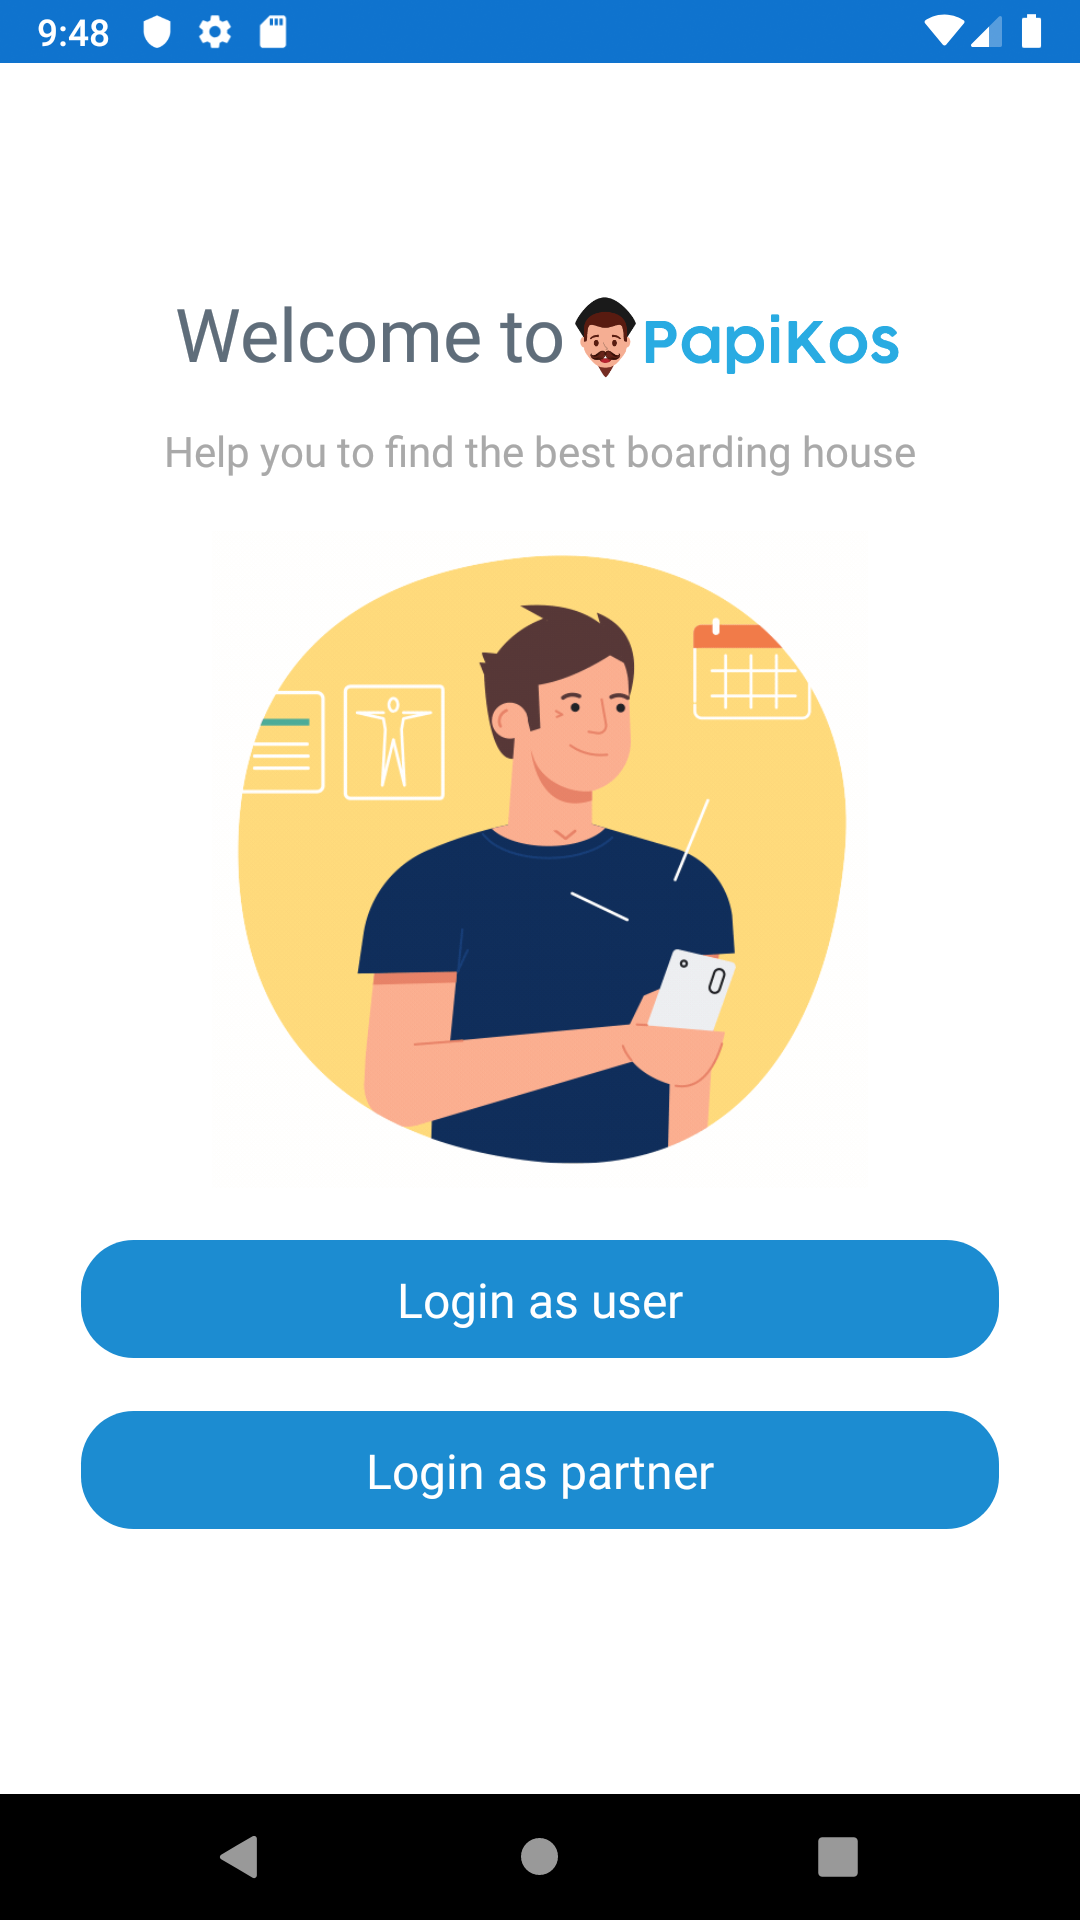 9:48
Welcome to PapiKos
Help you to find the best boarding house
Login as user
Login as partner